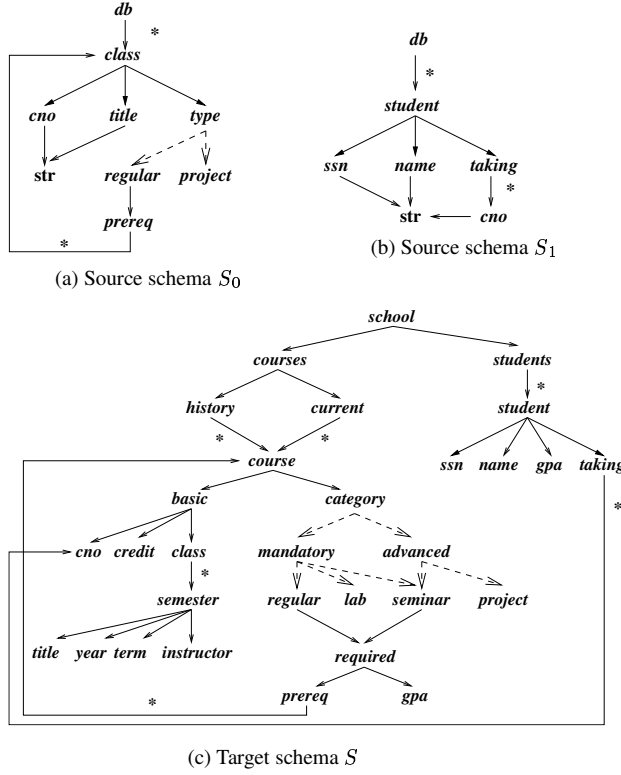 db
*
class
cno title type
str regular project
prereq
*
(a) Source schema S0
db
*
student
ssn name taking
*
str cno
(b) Source schema S1
school
courses students
*
history current student
* *
course ssn name gpa taking
basic category
*
cno credit class mandatory advanced
*
semester regular lab seminar project
title year term instructor
required
* prereq gpa
(c) Target schema S